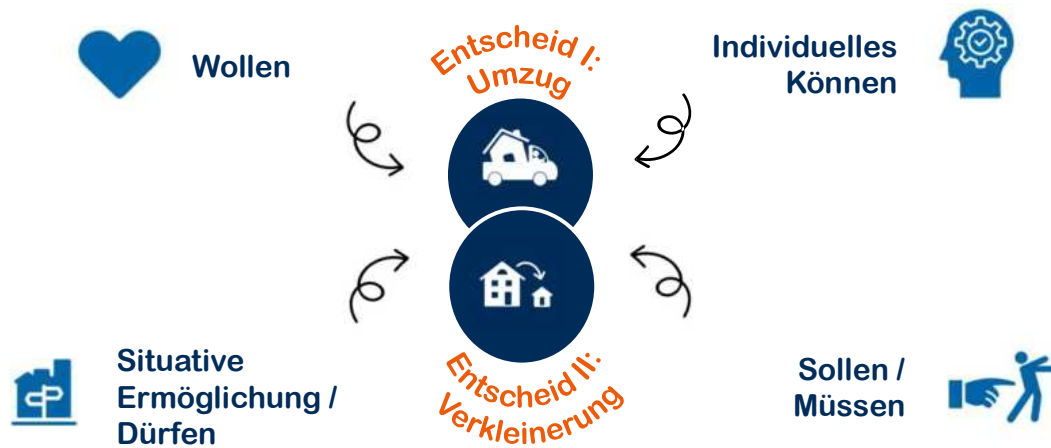 Wollen
Entscheid I:
Umzug
Individuelles
Können
Situative
Ermöglichung /
Dürfen
Entscheid II:
Verkleinerung
Sollen /
Müssen